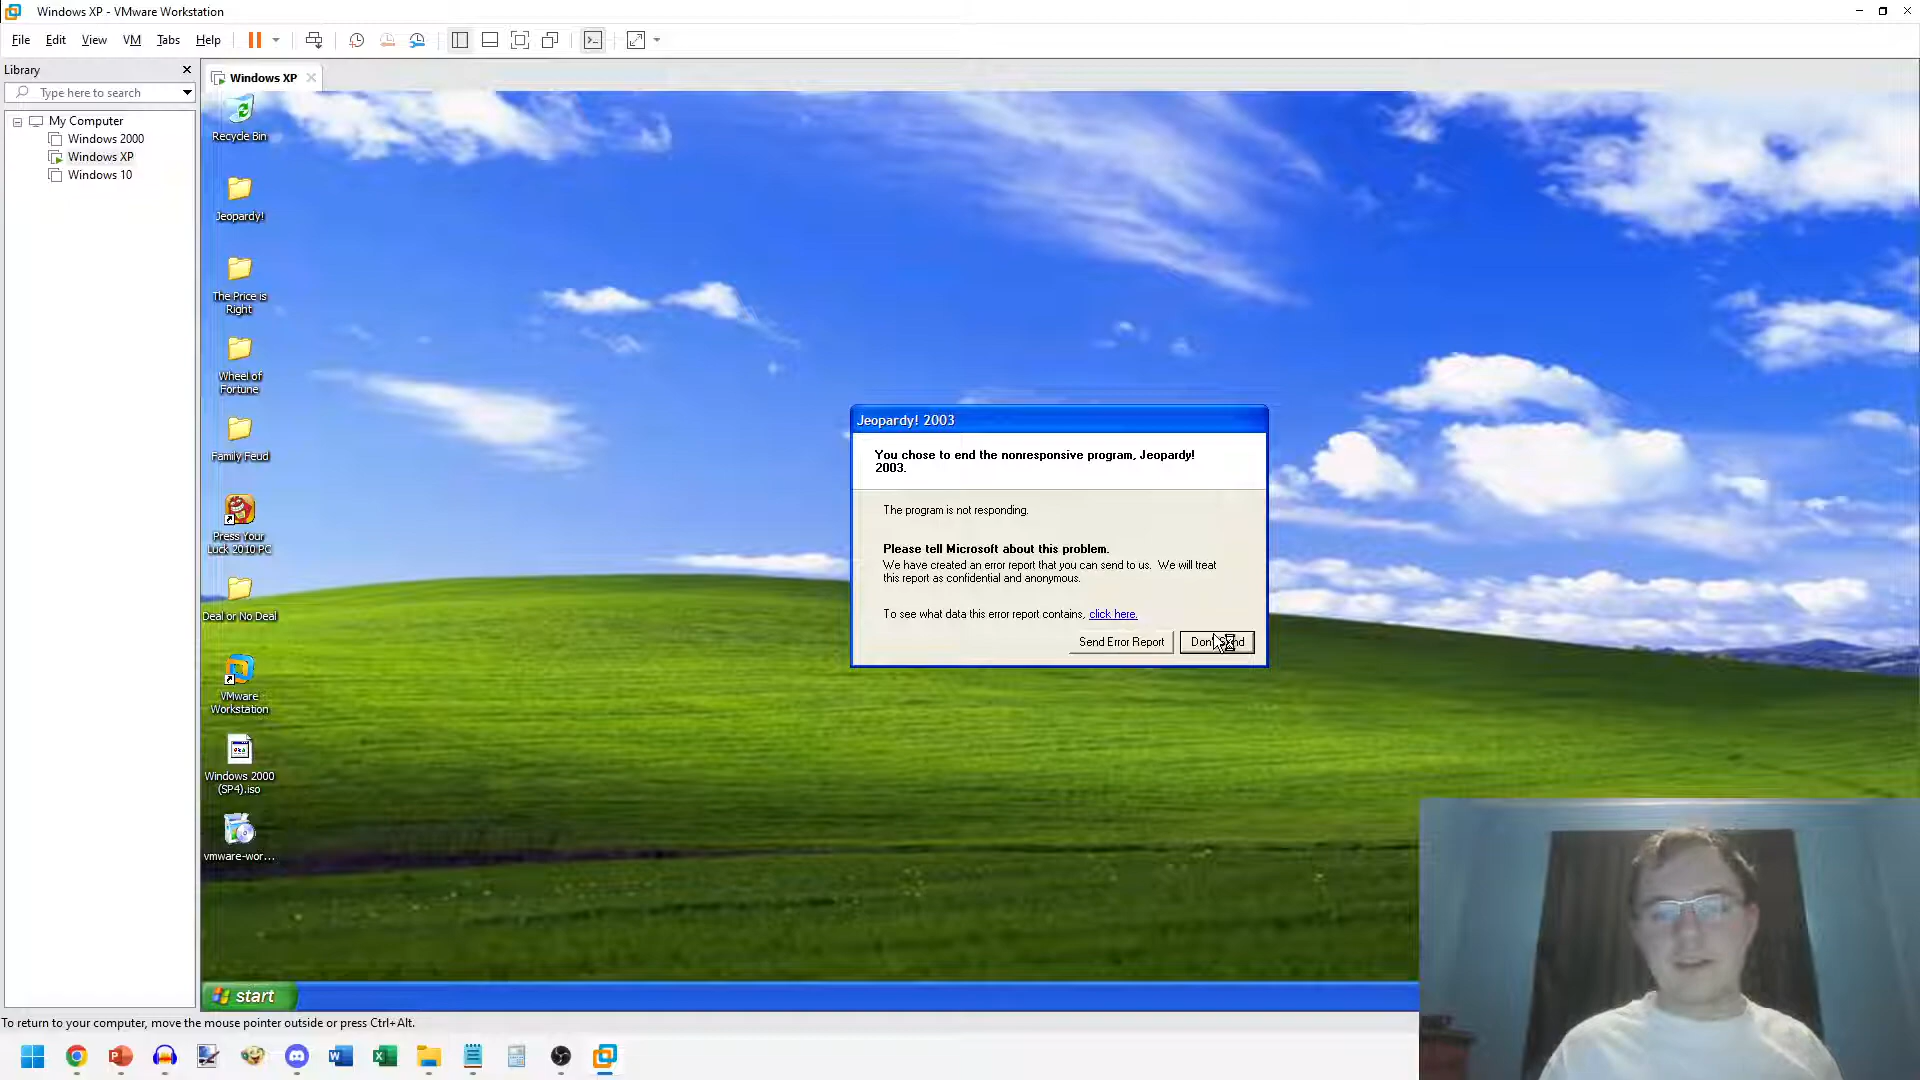 Windows XP - VMware Workstation
File Edit View VM Tabs Help
Library
Type here to search
My Computer
Windows 2000
Windows XP
Windows 10
Windows XP
Recycle Bin
Jeopardy!
The Price is
Right
Wheel of
Fortune
Family Feud
Press Your
Luck 2010 PC
Deal or No Deal
VMware
Workstation
Windows 2000
(SP4).iso
vmware-wor...
Jeopardy! 2003
You chose to end the nonresponsive program, Jeopardy!
2003.
The program is not responding.
Please tell Microsoft about this problem.
We have created an error report that you can send to us. We will treat
this report as confidential and anonymous.
To see what data this error report contains, click here.
Send Error Report
start
To return to your computer, move the mouse pointer outside or press Ctrl+Alt.